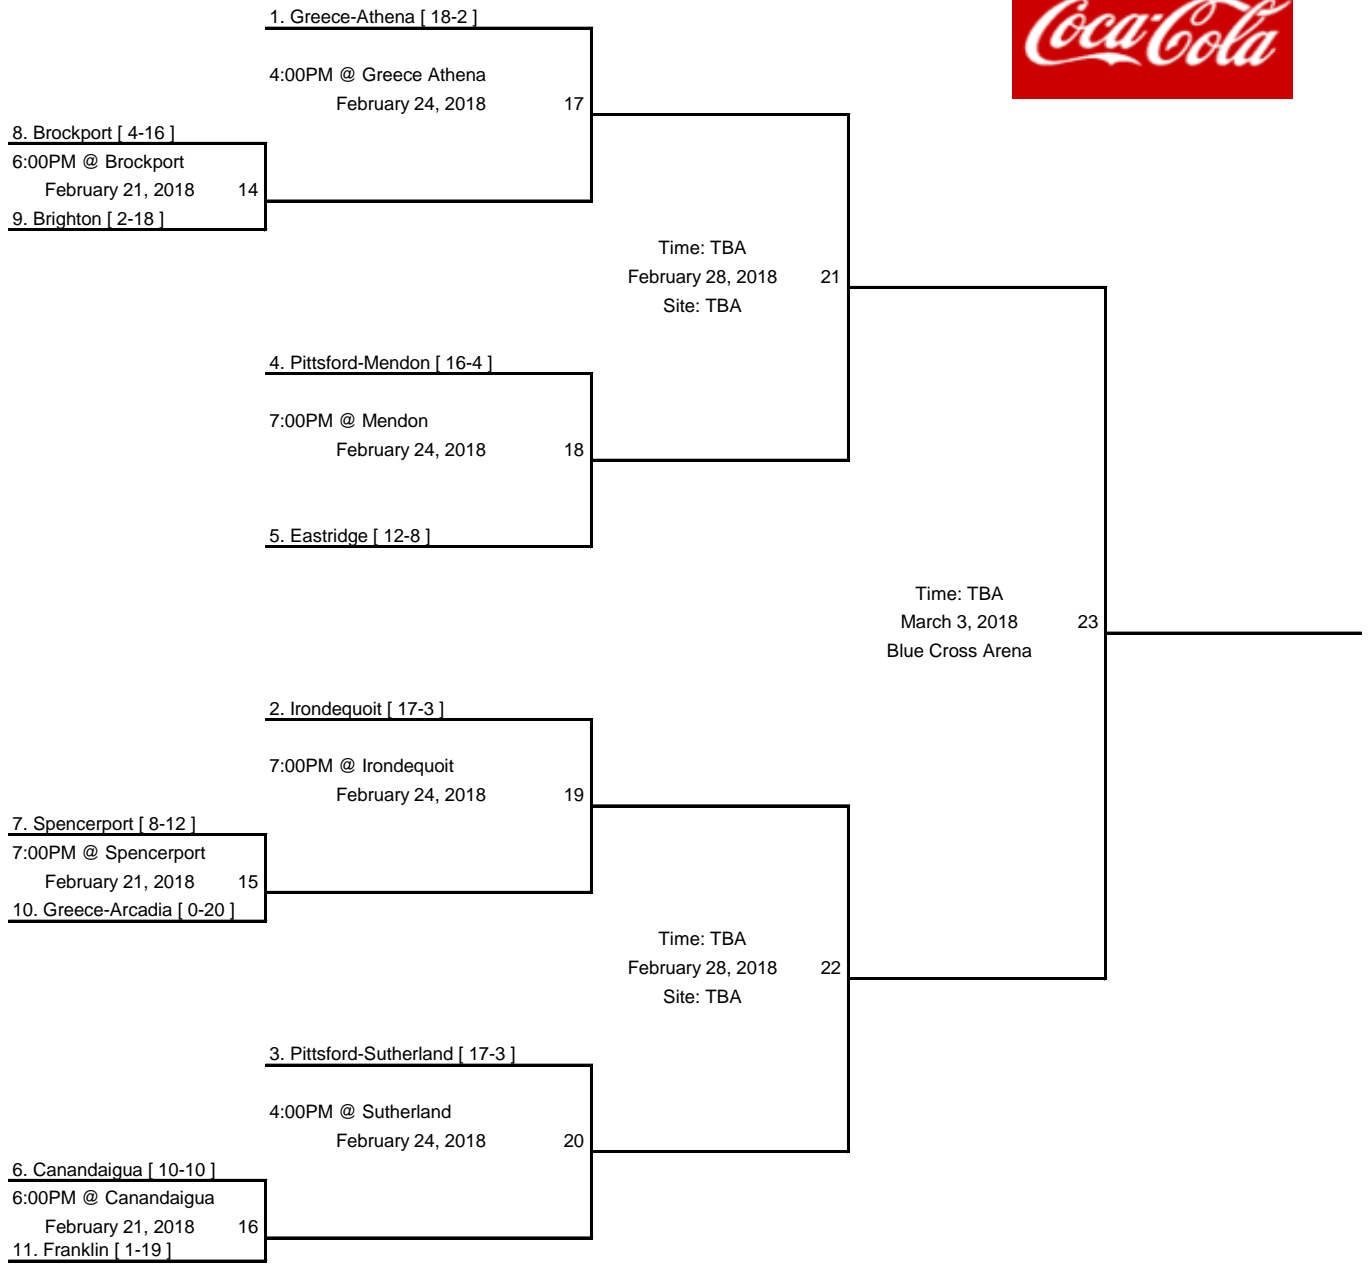 1. Greece-Athena [ 18-2 ]
Coca-Cola
4:00PM @ Greece Athena
February 24, 2018 17
8. Brockport [ 4-16 ]
6:00PM @ Brockport
February 21, 2018 14
9. Brighton [ 2-18 ]
Time: TBA
February 28, 2018 21
Site: TBA
4. Pittsford-Mendon [ 16-4 ]
7:00PM @ Mendon
February 24, 2018 18
5. Eastridge [ 12-8 ]
Time: TBA
March 3, 2018 23
Blue Cross Arena
2. Irondequoit [ 17-3 ]
7:00PM @ Irondequoit
February 24, 2018 19
7. Spencerport [ 8-12 ]
7:00PM @ Spencerport
February 21, 2018 15
10. Greece-Arcadia [ 0-20 ]
Time: TBA
February 28, 2018 22
Site: TBA
3. Pittsford-Sutherland [ 17-3 ]
4:00PM @ Sutherland
February 24, 2018 20
6. Canandaigua [ 10-10 ]
6:00PM @ Canandaigua
February 21, 2018 16
11. Franklin [ 1-19 ]